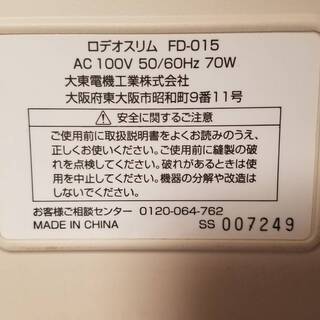 ロデオスリム FD-015
AC 100V 50/60Hz 70W
大東電機工業株式会社
大阪府東大阪市昭和町9番11号
安全に関するご注意
ご使用前に取扱説明書をよくお読みのうえ、
正しくお使いください。ご使用前に縫製の破
れを点検してください。破れがあるときは使
用を中止してください。機器の分解や改造は
しないでください。
お客様ご相談センター 0120-064-762
MADE IN CHINA SS 007249